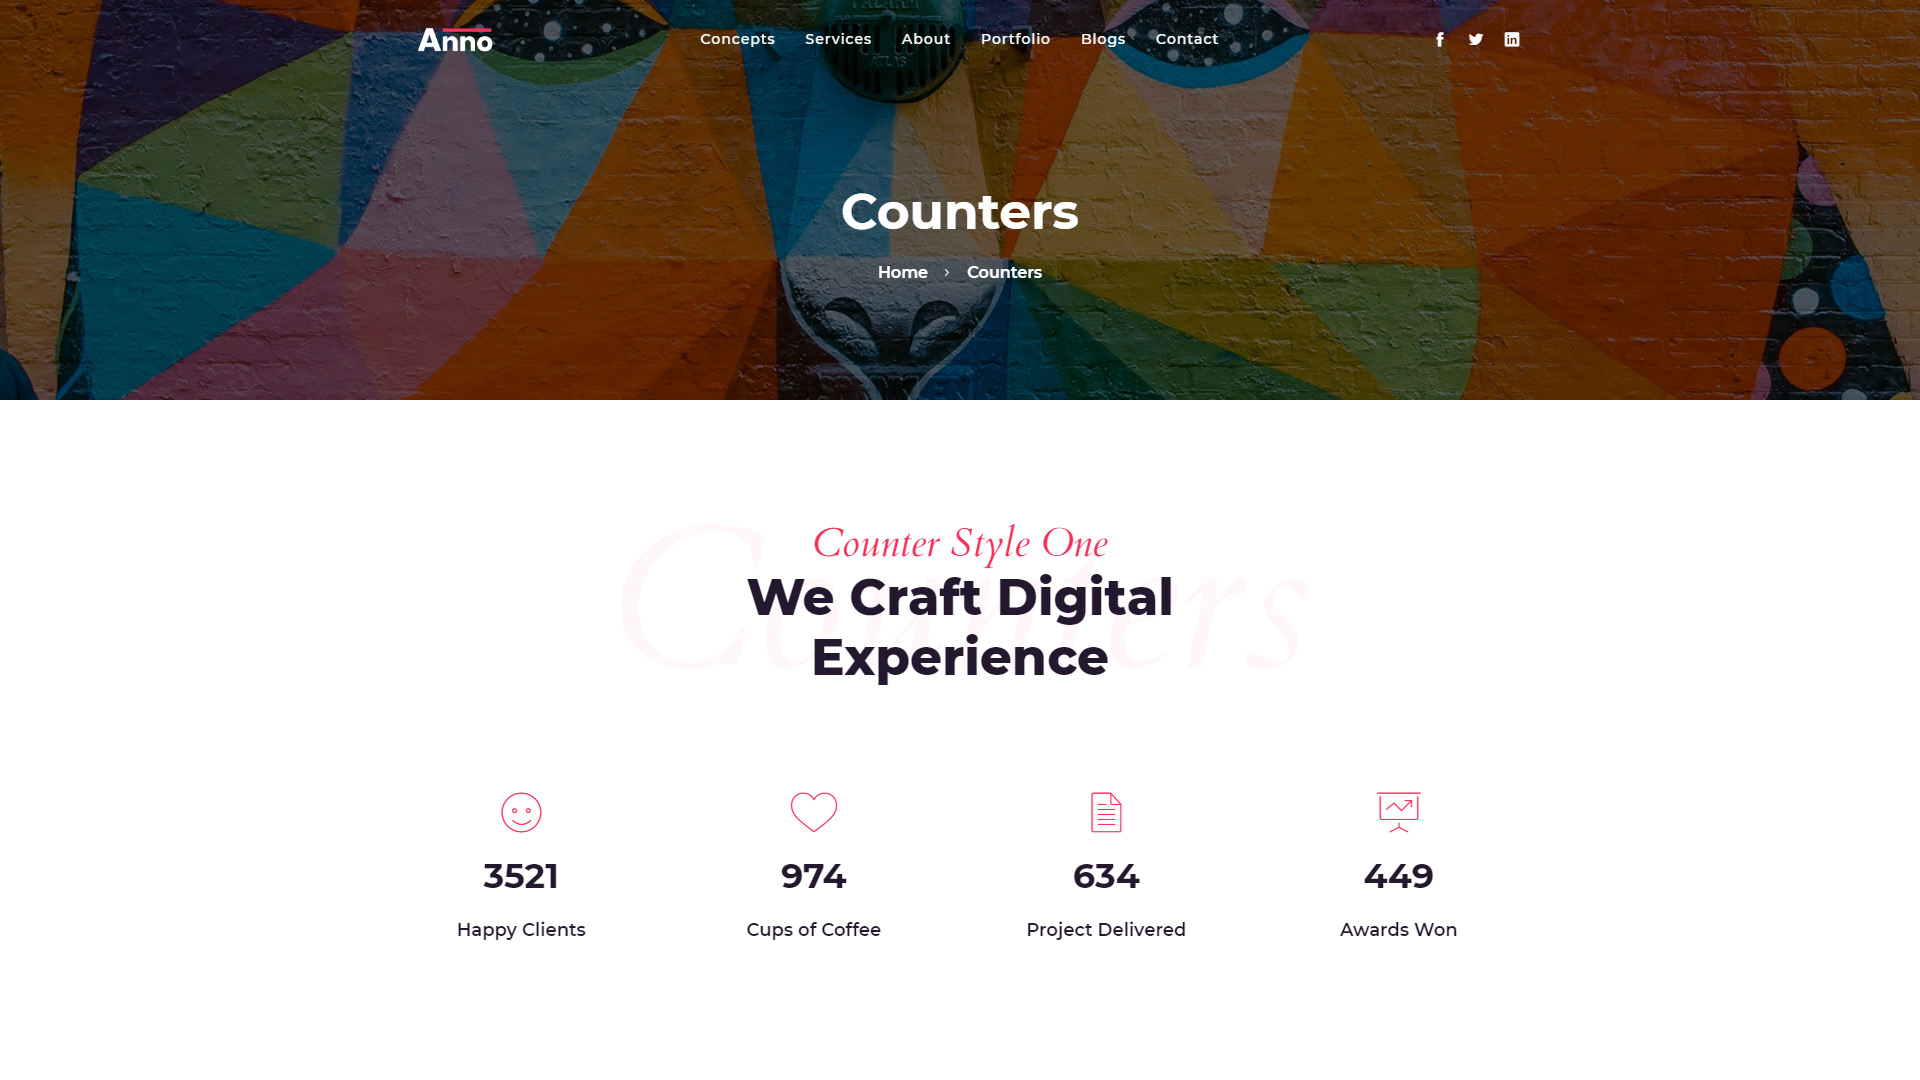 Anno
Concepts Services About Portfolio Blogs Contact
ATLAS
Counters
Home > Counters
Counters
Counter Style One
We Craft Digital
Experience
3521
Happy Clients
974
Cups of Coffee
634
Project Delivered
449
Awards Won